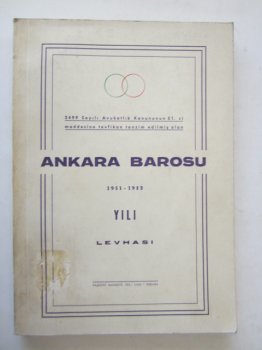 3499 Sayılı Avukatlık Kanununun 51. ci
maddesine tevfikan tanzim edilmiş olan
ANKARA BAROSU
1951 - 1952
YILI
LEVHASI